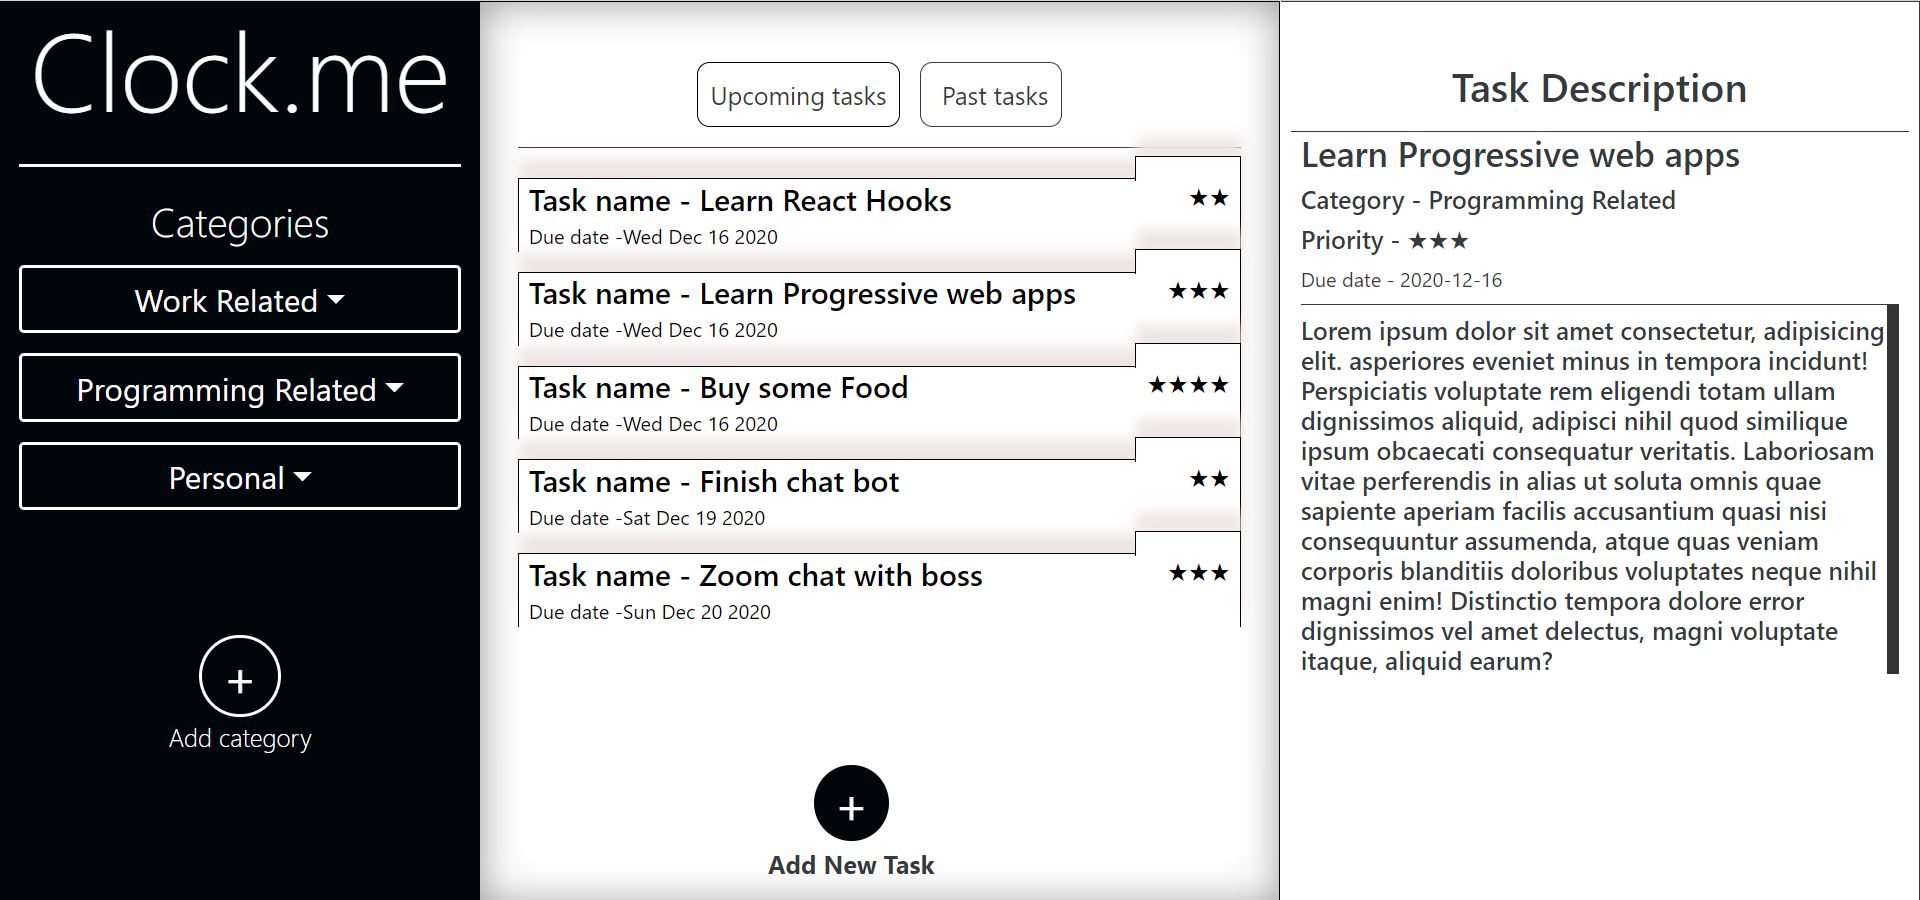 Clock.me
Categories
Work Related
Programming Related
Personal
+
Add category
Upcoming tasks
Past tasks
Task name - Learn React Hooks
★★
Due date -Wed Dec 16 2020
Task name - Learn Progressive web apps
★★★
Due date -Wed Dec 16 2020
Task name - Buy some Food
★★★★
Due date -Wed Dec 16 2020
Task name - Finish chat bot
★★
Due date -Sat Dec 19 2020
Task name - Zoom chat with boss
★★★
Due date -Sun Dec 20 2020
+
Add New Task
Task Description
Learn Progressive web apps
Category - Programming Related
Priority - ★★★
Due date - 2020-12-16
Lorem ipsum dolor sit amet consectetur, adipisicing
elit. asperiores eveniet minus in tempora incidunt!
Perspiciatis voluptate rem eligendi totam ullam
dignissimos aliquid, adipisci nihil quod similique
ipsum obcaecati consequatur veritatis. Laboriosam
vitae perferendis in alias ut soluta omnis quae
sapiente aperiam facilis accusantium quasi nisi
consequuntur assumenda, atque quas veniam
corporis blanditiis doloribus voluptates neque nihil
magni enim! Distinctio tempora dolore error
dignissimos vel amet delectus, magni voluptate
itaque, aliquid earum?